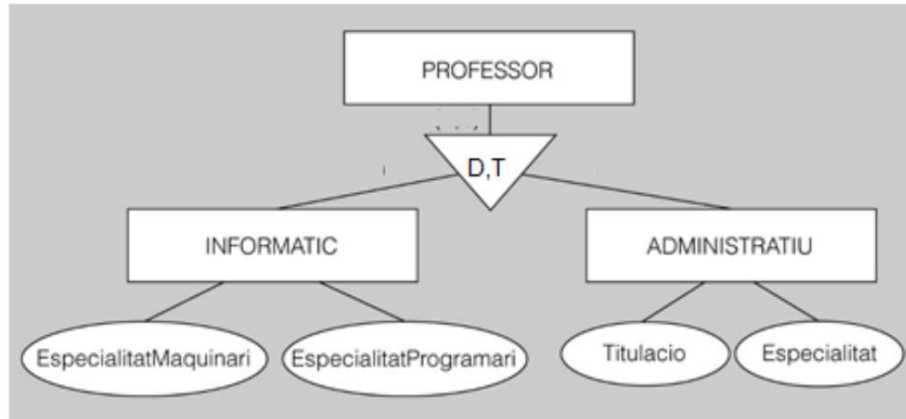 PROFESSOR
D,T
INFORMATIC
ADMINISTRATIU
EspecialitatMaquinari
EspecialitatProgramari
Titulacio
Especialitat